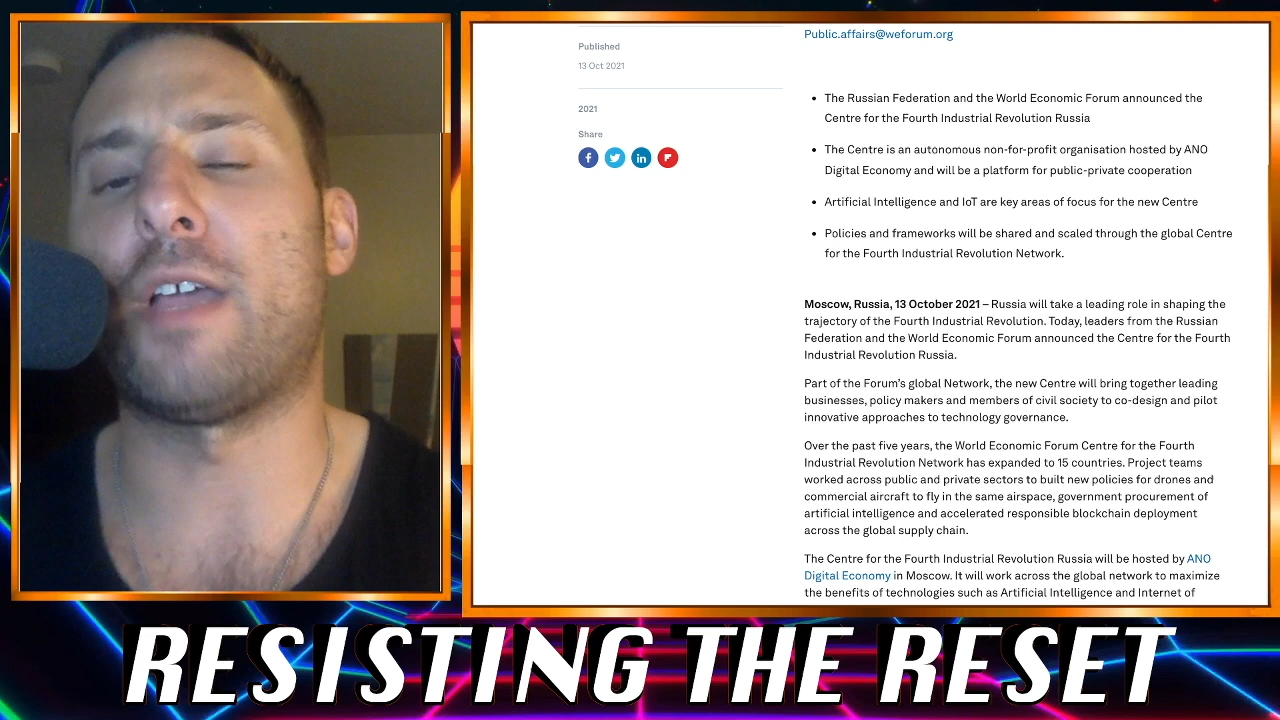 Published
13 Oct 2021
2021
Share
Public.affairs@weforum.org
The Russian Federation and the World Economic Forum announced the
Centre for the Fourth Industrial Revolution Russia
The Centre is an autonomous non-for-profit organisation hosted by ANO
Digital Economy and will be a platform for public-private cooperation
Artificial Intelligence and IoT are key areas of focus for the new Centre
Policies and frameworks will be shared and scaled through the global Centre
for the Fourth Industrial Revolution Network.
Moscow, Russia, 13 October 2021 – Russia will take a leading role in shaping the
trajectory of the Fourth Industrial Revolution. Today, leaders from the Russian
Federation and the World Economic Forum announced the Centre for the Fourth
Industrial Revolution Russia.
Part of the Forum's global Network, the new Centre will bring together leading
businesses, policy makers and members of civil society to co-design and pilot
innovative approaches to technology governance.
Over the past five years, the World Economic Forum Centre for the Fourth
Industrial Revolution Network has expanded to 15 countries. Project teams
worked across public and private sectors to built new policies for drones and
commercial aircraft to fly in the same airspace, government procurement of
artificial intelligence and accelerated responsible blockchain deployment
across the global supply chain.
The Centre for the Fourth Industrial Revolution Russia will be hosted by ANO
Digital Economy in Moscow. It will work across the global network to maximize
the benefits of technologies such as Artificial Intelligence and Internet of
RESISTING THE RESET